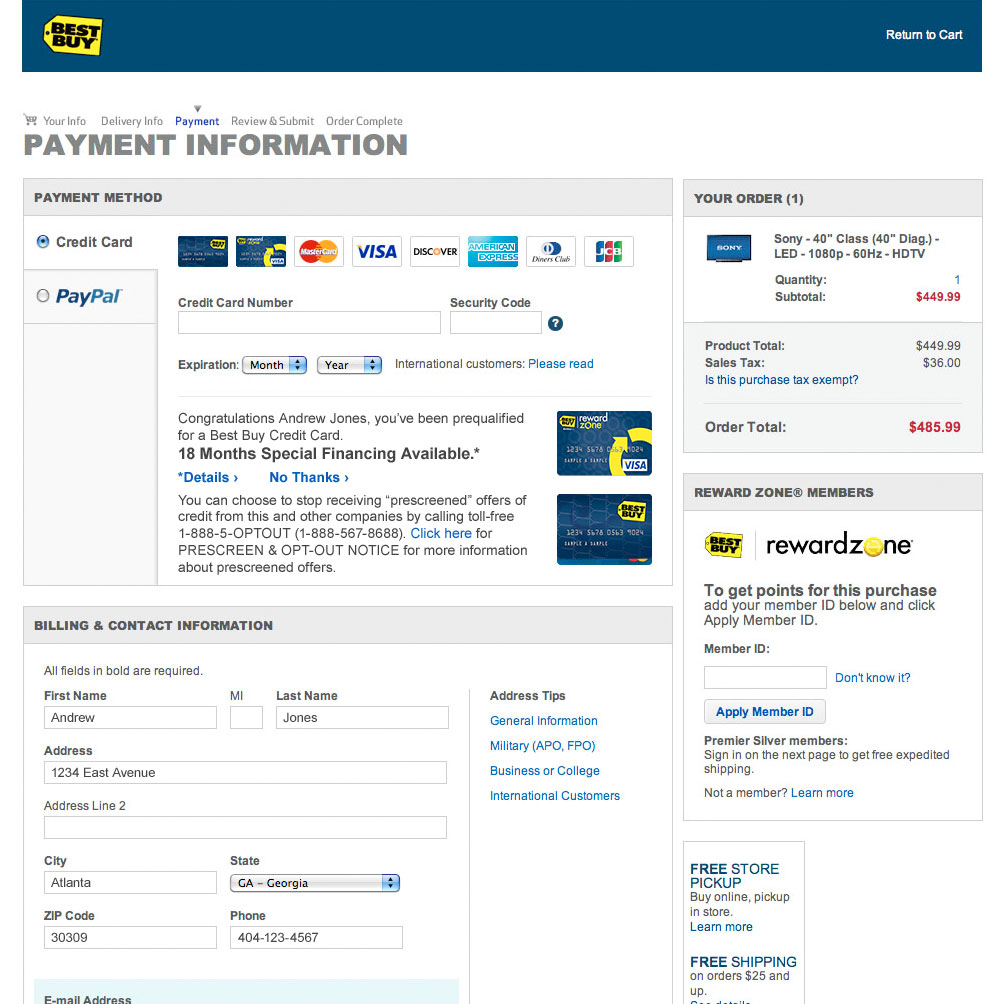 BEST BUY
Return to Cart
Your Info Delivery Info Payment Review & Submit Order Complete
PAYMENT INFORMATION
PAYMENT METHOD
Credit Card
PayPal
MasterCard VISA DISCOVER AMERICAN EXPRESS Diners Club JCB
Credit Card Number Security Code
?
Expiration: Month Year International customers: Please read
Congratulations Andrew Jones, you’ve been prequalified
for a Best Buy Credit Card.
18 Months Special Financing Available.*
*Details › No Thanks ›
You can choose to stop receiving “prescreened” offers of
credit from this and other companies by calling toll-free
1-888-5-OPTOUT (1-888-567-8688). Click here for
PRESCREEN & OPT-OUT NOTICE for more information
about prescreened offers.
BEST BUY reward zone
1234 5678 0563 9024
SAMPLE A SAMPLE
VISA
BEST BUY
1234 5678 0563 9024
SAMPLE A SAMPLE
BILLING & CONTACT INFORMATION
All fields in bold are required.
First Name MI Last Name
Andrew Jones
Address
1234 East Avenue
Address Line 2
City State
Atlanta GA – Georgia
ZIP Code Phone
30309 404-123-4567
E-mail Address
Address Tips
General Information
Military (APO, FPO)
Business or College
International Customers
YOUR ORDER (1)
SONY
Sony - 40" Class (40" Diag.) -
LED - 1080p - 60Hz - HDTV
Quantity: 1
Subtotal: $449.99
Product Total: $449.99
Sales Tax: $36.00
Is this purchase tax exempt?
Order Total: $485.99
REWARD ZONE® MEMBERS
BEST BUY rewardzone
To get points for this purchase
add your member ID below and click
Apply Member ID.
Member ID:
Don't know it?
Apply Member ID
Premier Silver members:
Sign in on the next page to get free expedited
shipping.
Not a member? Learn more
FREE STORE
PICKUP
Buy online, pickup
in store.
Learn more
FREE SHIPPING
on orders $25 and
up.
See details